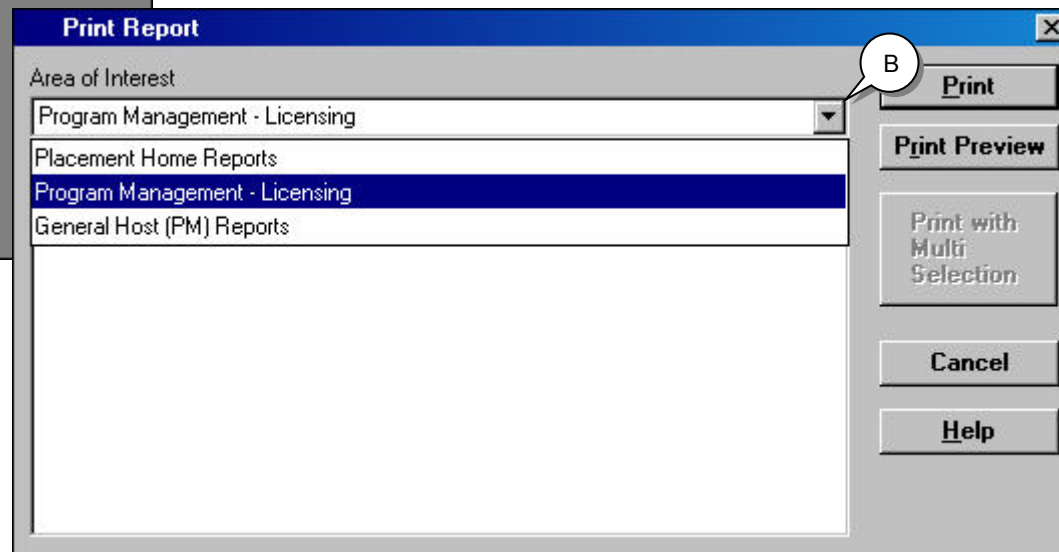 Print Report
Area of Interest
B
Program Management - Licensing
Placement Home Reports
Program Management - Licensing
General Host (PM) Reports
Print
Print Preview
Print with
Multi
Selection
Cancel
Help